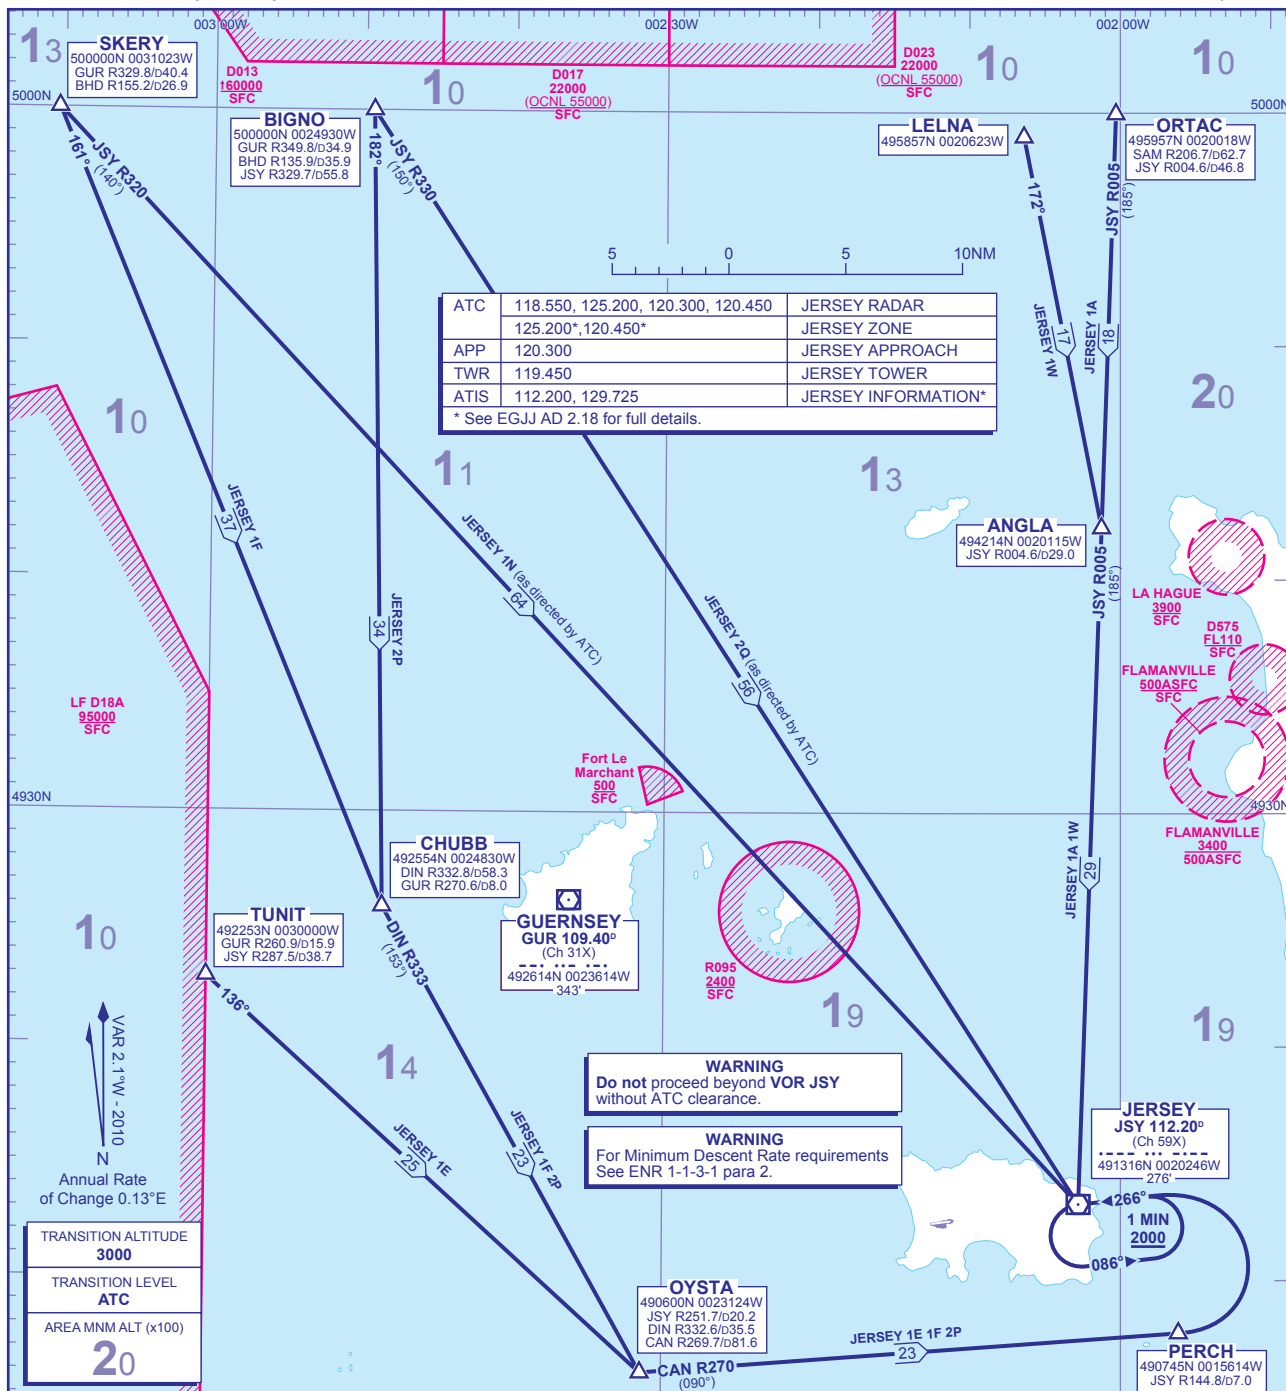 003 00W
002 30W
002 00W
13
SKERY
500000N 0031023W
GUR R329.8/D40.4
BHD R155.2/D26.9
D013
†60000
SFC
10
D017
22000
(OCNL 55000)
SFC
D023
22000
(OCNL 55000)
SFC
10
10
5000N
5000N
BIGNO
500000N 0024930W
GUR R349.8/D34.9
BHD R135.9/D35.9
JSY R329.7/D55.8
LELNA
495857N 0020623W
ORTAC
495957N 0020018W
SAM R206.7/D62.7
JSY R004.6/D46.8
161°
JSY R320
(140°)
182°
JSY R330
(150°)
172°
JSY R005
(185°)
5 0 5 10NM
ATC 118.550, 125.200, 120.300, 120.450 JERSEY RADAR
125.200*,120.450* JERSEY ZONE
APP 120.300 JERSEY APPROACH
TWR 119.450 JERSEY TOWER
ATIS 112.200, 129.725 JERSEY INFORMATION*
* See EGJJ AD 2.18 for full details.
JERSEY 1W
17
JERSEY 1A
18
20
10
11
13
JERSEY 1F
37
JERSEY 1N (as directed by ATC)
64
ANGLA
494214N 0020115W
JSY R004.6/D29.0
JSY R005
(185°)
LA HAGUE
3900
SFC
D575
FL110
SFC
FLAMANVILLE
500ASFC
SFC
34
JERSEY 2P
JERSEY 2Q (as directed by ATC)
56
LF D18A
95000
SFC
Fort Le
Marchant
500
SFC
4930N
4930N
FLAMANVILLE
3400
500ASFC
CHUBB
492554N 0024830W
DIN R332.8/D58.3
GUR R270.6/D8.0
JERSEY 1A 1W
29
10
TUNIT
492253N 0030000W
GUR R260.9/D15.9
JSY R287.5/D38.7
DIN R333
(153°)
GUERNSEY
GUR 109.40D
(Ch 31X)
492614N 0023614W
343'
R095
2400
SFC
136°
19
19
VAR 2.1°W - 2010
N
Annual Rate
of Change 0.13°E
14
WARNING
Do not proceed beyond VOR JSY
without ATC clearance.
WARNING
For Minimum Descent Rate requirements
See ENR 1-1-3-1 para 2.
JERSEY
JSY 112.20D
(Ch 59X)
491316N 0020246W
276'
JERSEY 1E
25
JERSEY 1F 2P
23
266°
1 MIN
2000
086°
TRANSITION ALTITUDE
3000
TRANSITION LEVEL
ATC
AREA MNM ALT (x100)
20
OYSTA
490600N 0023124W
JSY R251.7/D20.2
DIN R332.6/D35.5
CAN R269.7/D81.6
CAN R270
(090°)
JERSEY 1E 1F 2P
23
PERCH
490745N 0015614W
JSY R144.8/D7.0